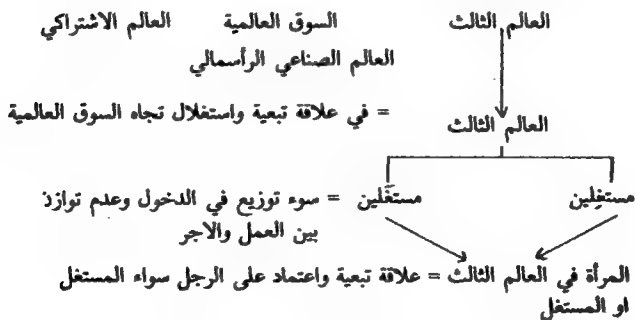 العالم الثالث السوق العالمية العالم الاشتراكي
العالم الصناعي الرأسمالي
العالم الثالث = في علاقة تبعية واستغلال تجاه السوق العالمية
مستغِلين مستغَلين = سوء توزيع في الدخول وعدم توازذ
بين العمل والاجر
المرأة في العالم الثالث = علاقة تبعية واعتماد على الرجل سواء المستغل
او المستغل